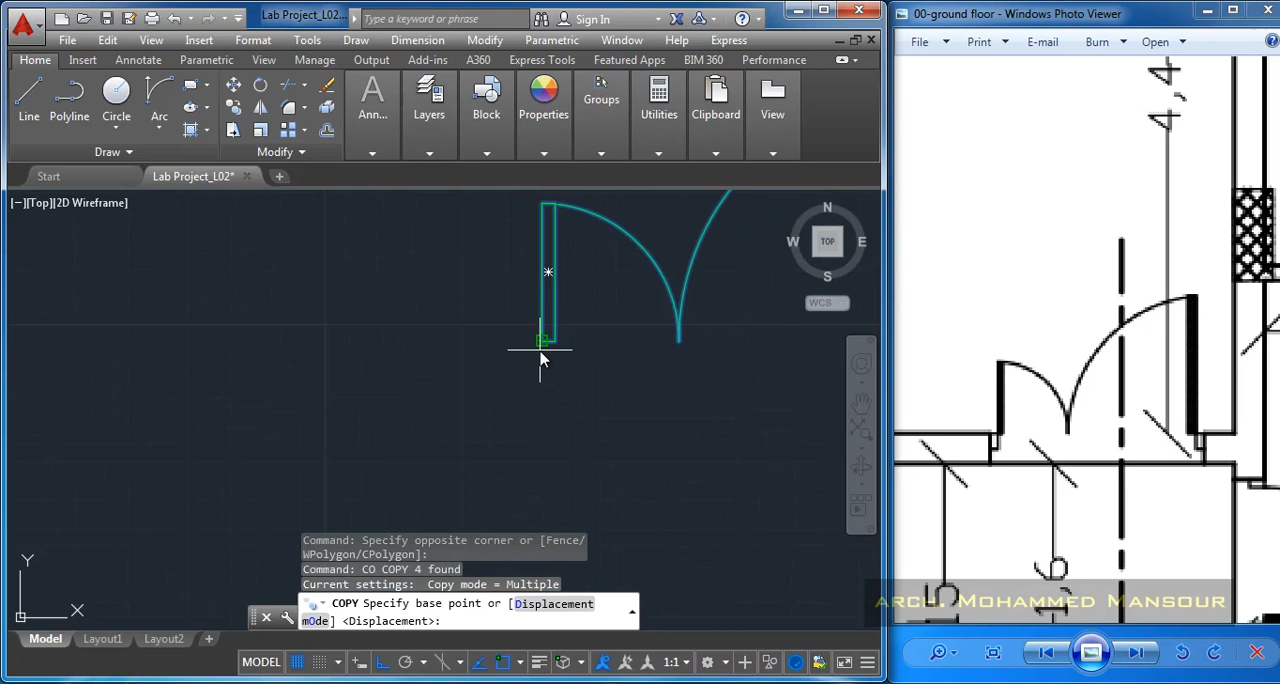 Lab Project_L02...
Type a keyword or phrase
Sign In
File Edit View Insert Format Tools Draw Dimension Modify Parametric Window Help Express
Home Insert Annotate Parametric View Manage Output Add-ins A360 Express Tools Featured Apps BIM 360 Performance
Line Polyline Circle Arc
Ann... Layers Block Properties Groups Utilities Clipboard View
Draw Modify
Start Lab Project_L02*
[−][Top][2D Wireframe]
N
W TOP E
S
WCS
Command: Specify opposite corner or [Fence/
WPolygon/CPolygon]:
Command: CO COPY 4 found
Current settings: Copy mode = Multiple
COPY Specify base point or [Displacement
mOde] <Displacement>:
Y
X
Model Layout1 Layout2
MODEL 1:1
00-ground floor - Windows Photo Viewer
File Print E-mail Burn Open
Arch. Mohammed Mansour